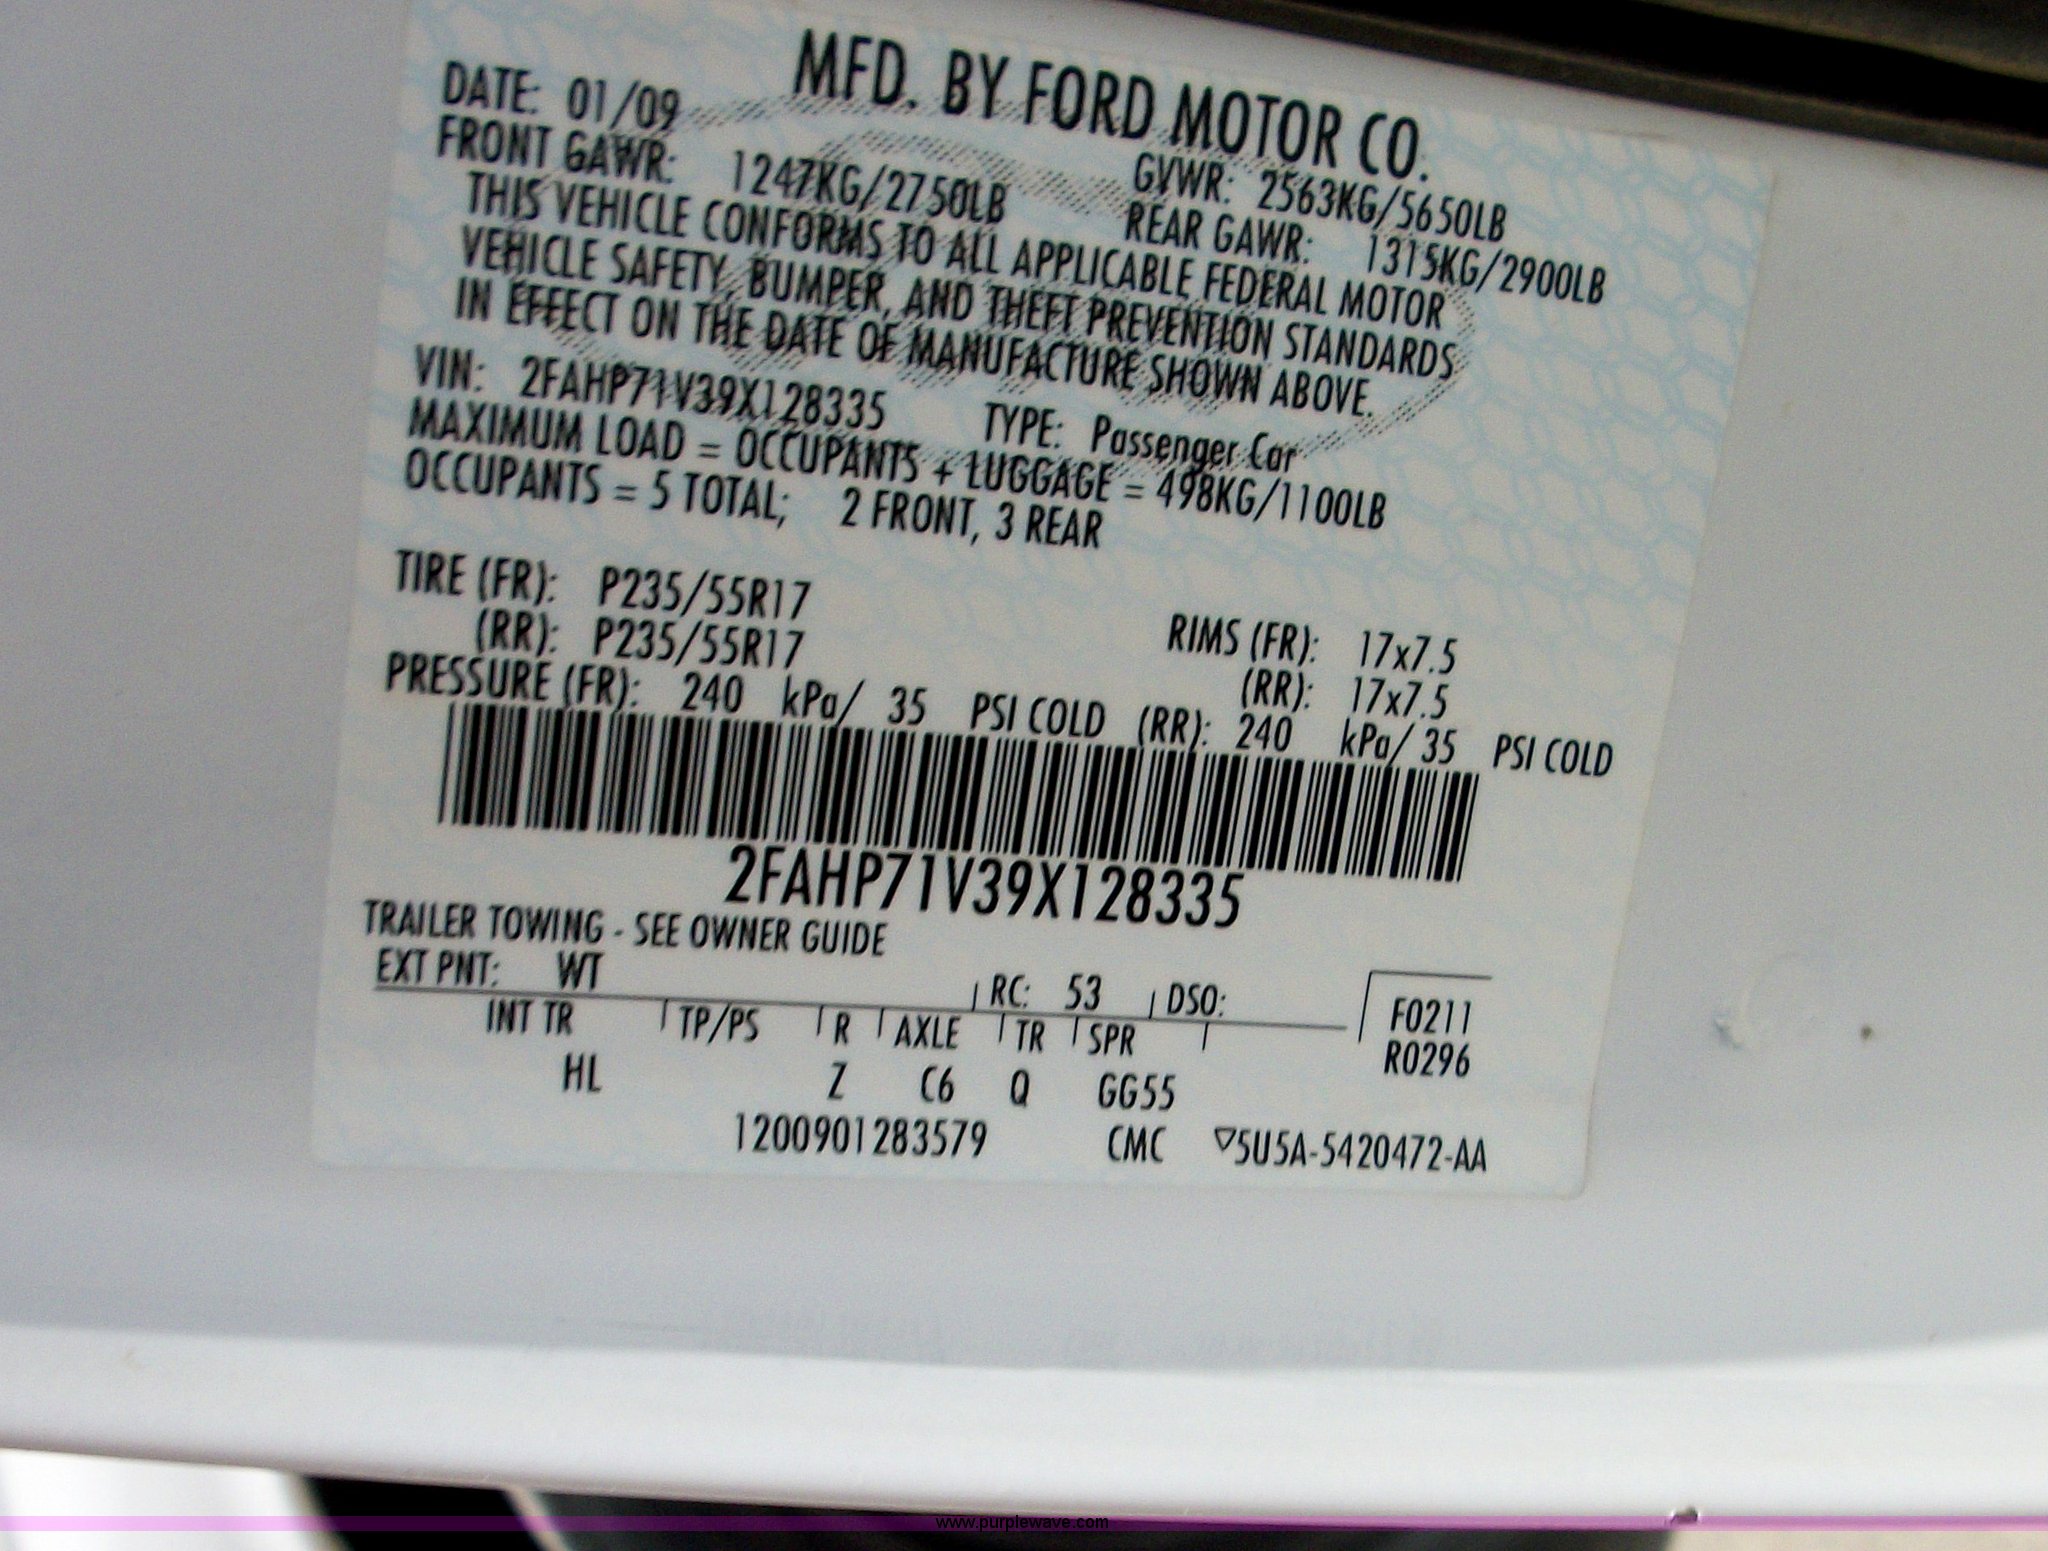 MFD. BY FORD MOTOR CO.
DATE: 01/09 GVWR: 2563KG/5650LB
FRONT GAWR: 1247KG/2750LB REAR GAWR: 1315KG/2900LB
THIS VEHICLE CONFORMS TO ALL APPLICABLE FEDERAL MOTOR
VEHICLE SAFETY, BUMPER, AND THEFT PREVENTION STANDARDS
IN EFFECT ON THE DATE OF MANUFACTURE SHOWN ABOVE.
VIN: 2FAHP71V39X128335 TYPE: Passenger Car
MAXIMUM LOAD = OCCUPANTS + LUGGAGE = 498KG/1100LB
OCCUPANTS = 5 TOTAL; 2 FRONT, 3 REAR
TIRE (FR): P235/55R17 RIMS (FR): 17x7.5
(RR): P235/55R17 (RR): 17x7.5
PRESSURE (FR): 240 kPa/ 35 PSI COLD (RR): 240 kPa/ 35 PSI COLD
2FAHP71V39X128335
TRAILER TOWING - SEE OWNER GUIDE
EXT PNT: WT RC: 53 DSO:
INT TR TP/PS R AXLE TR SPR F0211
HL Z C6 Q GG55 R0296
1200901283579 CMC ▽5U5A-5420472-AA
www.purplewave.com